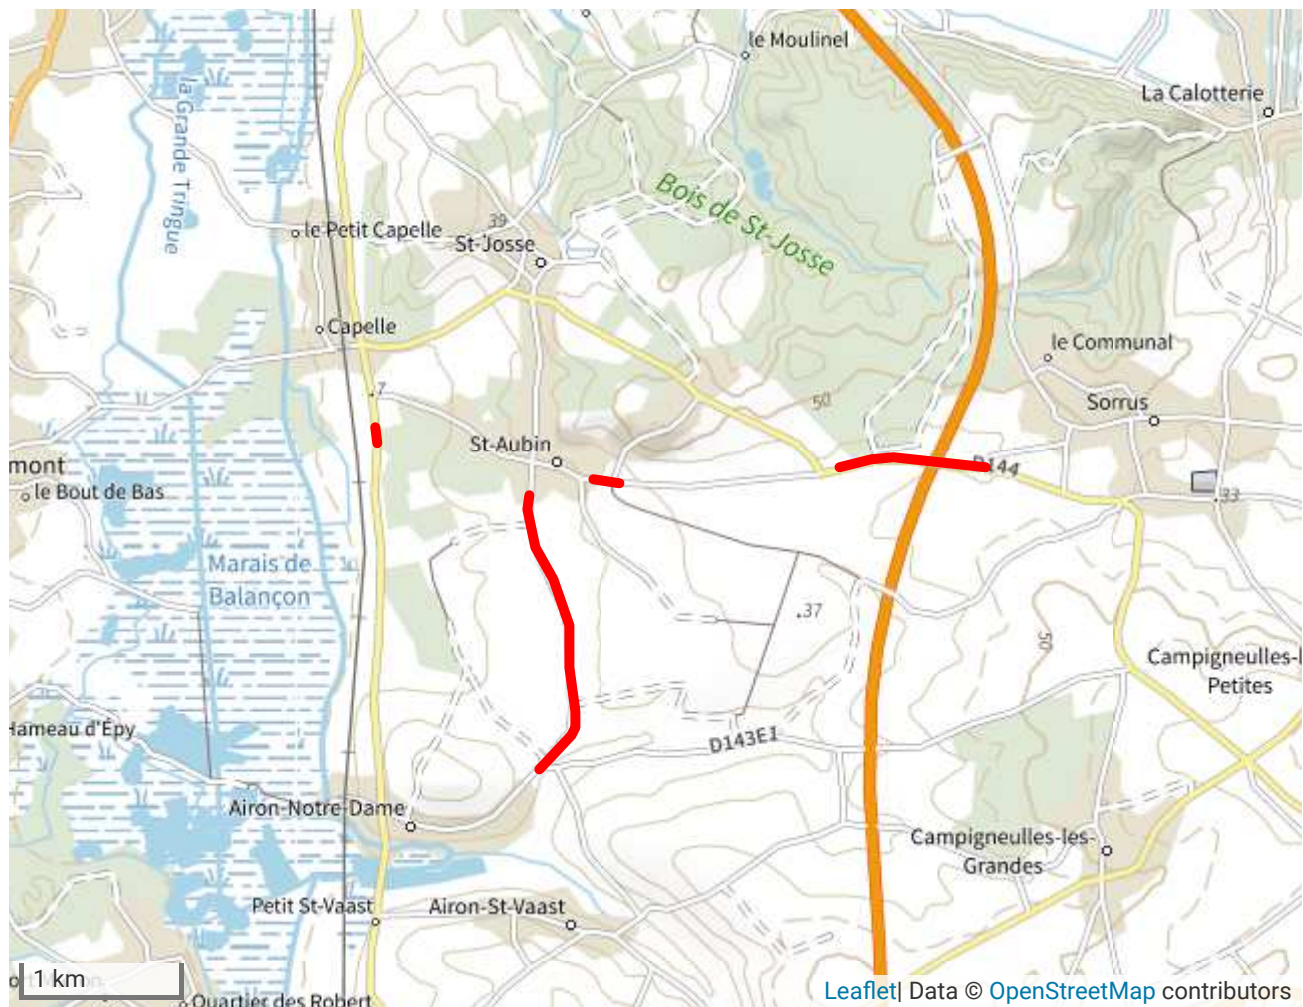 le Moulinel
La Calotterie
la Grande Tringue
Bois de St-Josse
39
le Petit Capelle
St-Josse
Capelle
le Communal
7
50
Sorrus
St-Aubin
mont
le Bout de Bas
D144
33
Marais de
Balançon
37
50
Campigneulles-l
Petites
Hameau d'Épy
D143E1
Airon-Notre-Dame
Campigneulles-les-
Grandes
Petit St-Vaast
Airon-St-Vaast
1 km
Quartier des Robert
Leaflet| Data © OpenStreetMap contributors